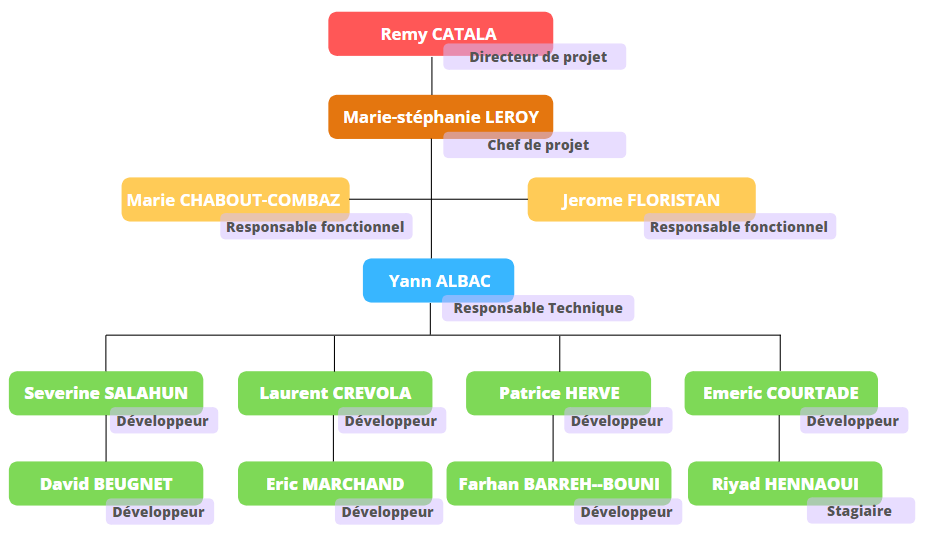 Remy CATALA
Directeur de projet
Marie-stéphanie LEROY
Chef de projet
Marie CHABOUT-COMBAZ
Responsable fonctionnel
Jerome FLORISTAN
Responsable fonctionnel
Yann ALBAC
Responsable Technique
Severine SALAHUN
Développeur
Laurent CREVOLA
Développeur
Patrice HERVE
Développeur
Emeric COURTADE
Développeur
David BEUGNET
Développeur
Eric MARCHAND
Développeur
Farhan BARREH--BOUNI
Développeur
Riyad HENNAOUI
Stagiaire